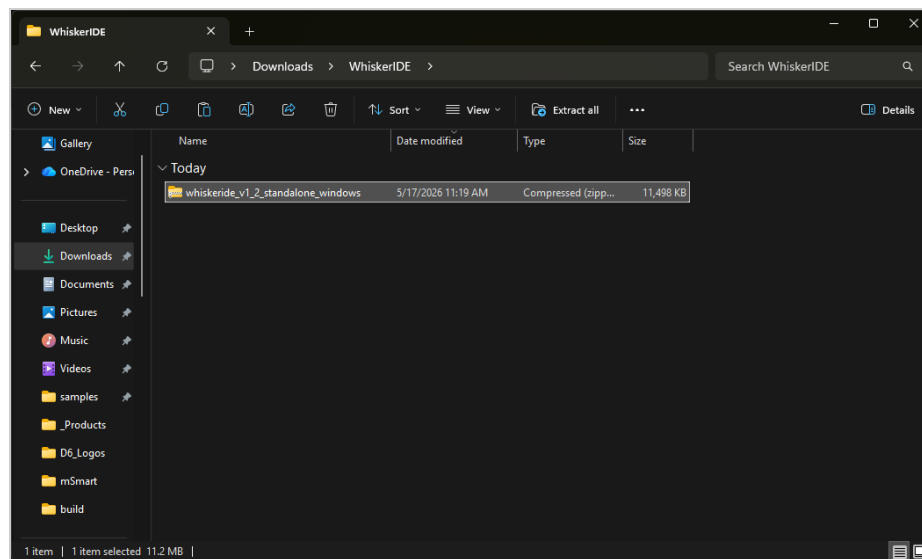 WhiskerIDE
Downloads > WhiskerIDE >
Search WhiskerIDE
New
Sort
View
Extract all
Details
Gallery
OneDrive - Pers
Desktop
Downloads
Documents
Pictures
Music
Videos
samples
_Products
D6_Logos
mSmart
build
Name Date modified Type Size
Today
whiskeride_v1_2_standalone_windows 5/17/2026 11:19 AM Compressed (zipp... 11,498 KB
1 item | 1 item selected 11.2 MB |